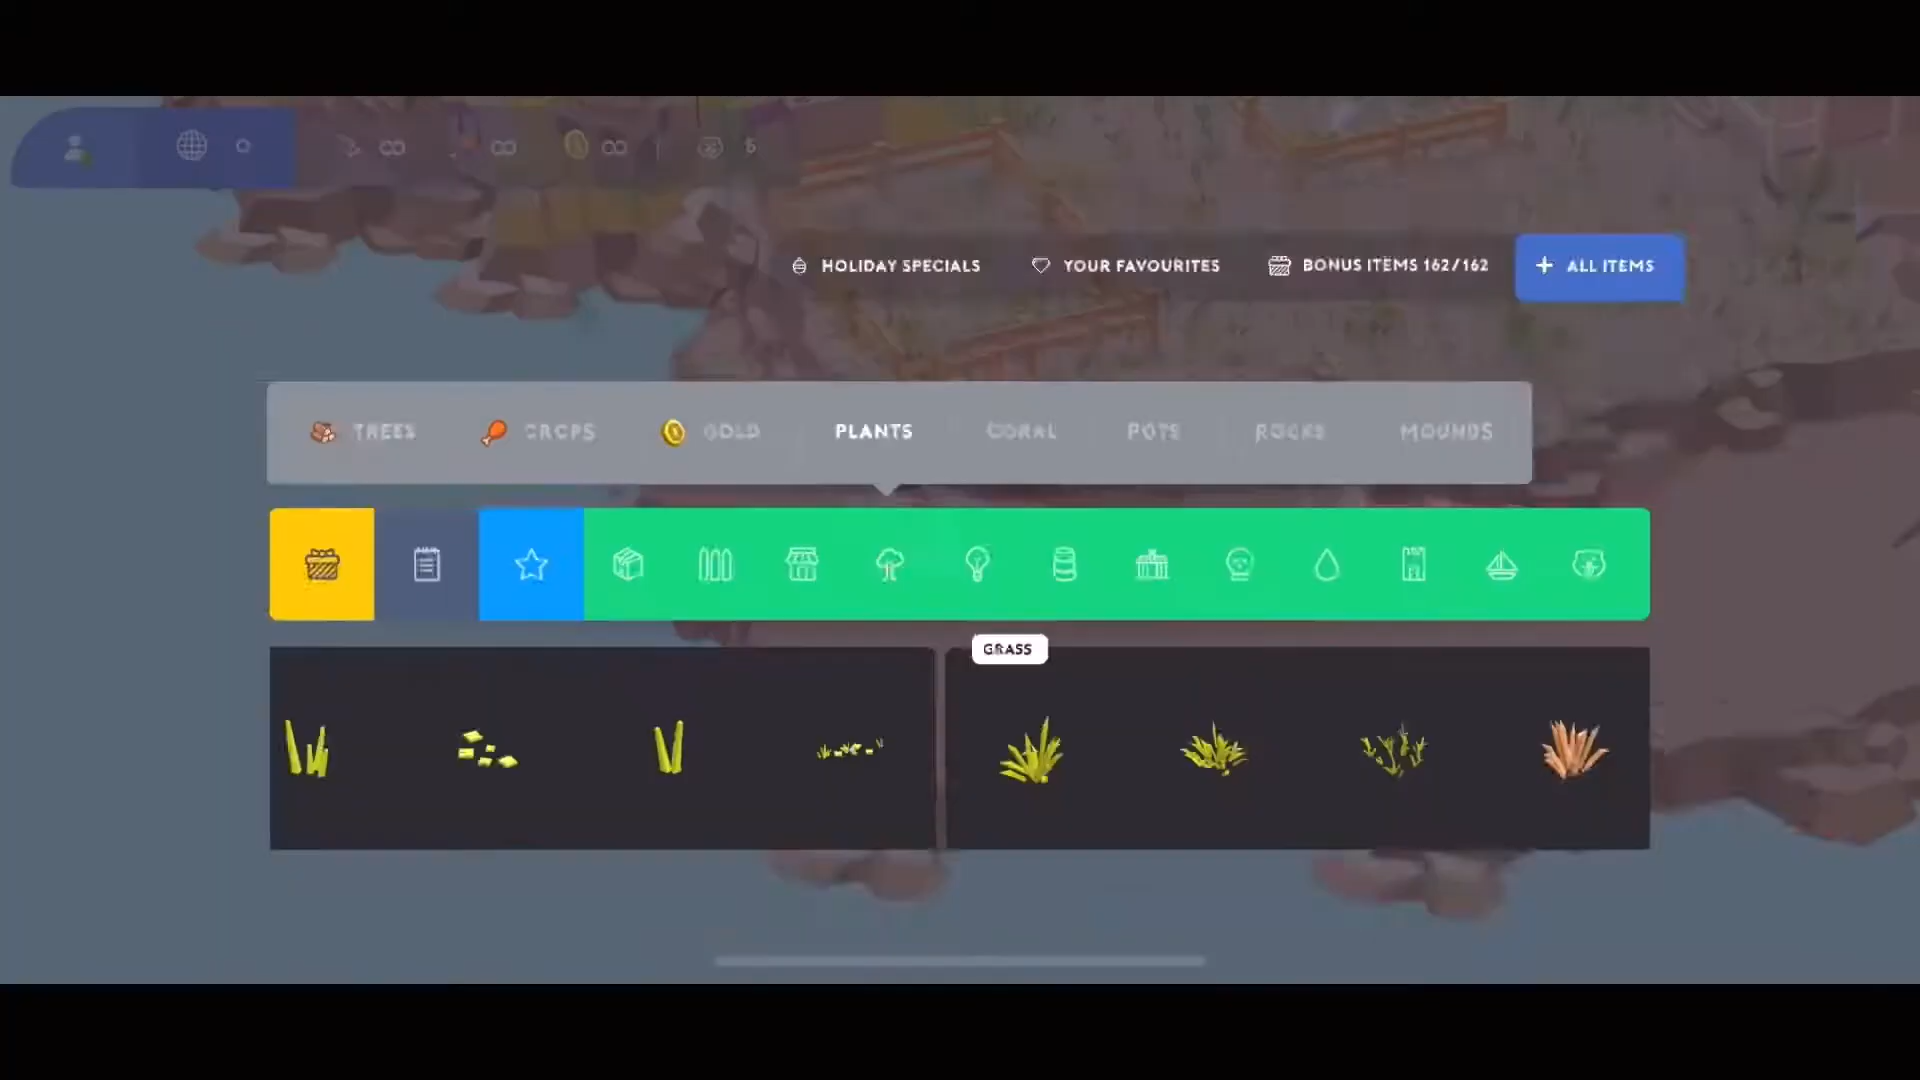 5
HOLIDAY SPECIALS
YOUR FAVOURITES
BONUS ITEMS 162/162
+ ALL ITEMS
TREES
CROPS
GOLD
PLANTS
CORAL
POTS
ROCKS
MOUNDS
GRASS